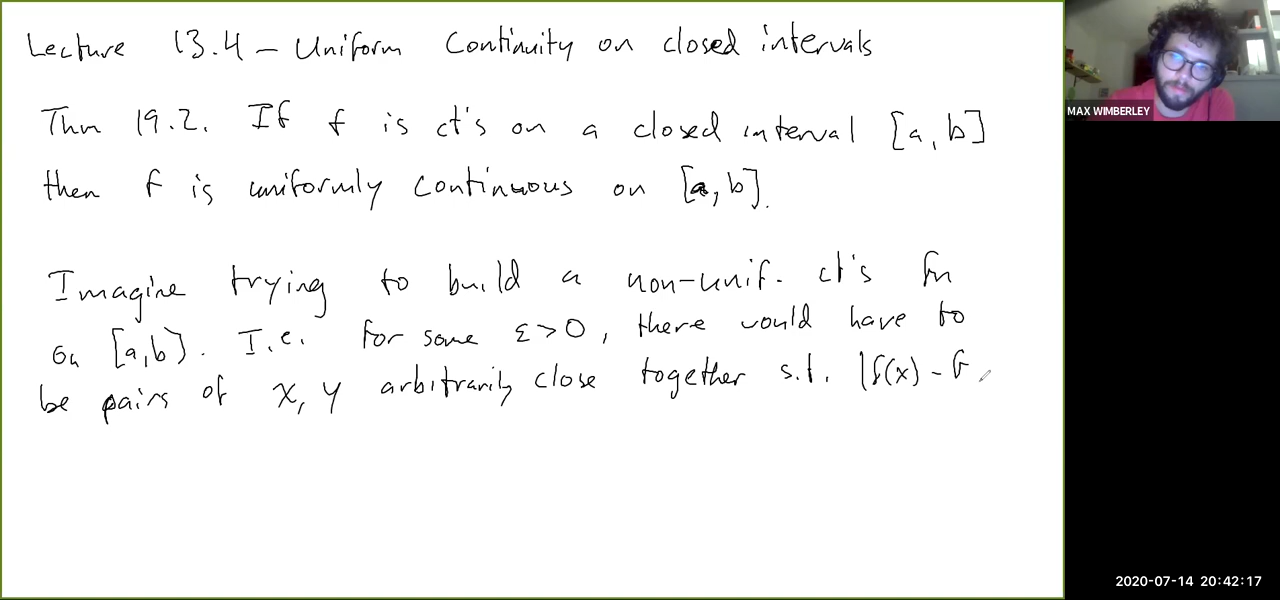 Lecture 13.4 – Uniform Continuity on closed intervals
Thm 19.2. If f is ct's on a closed interval [a, b]
then f is uniformly continuous on [a, b].
Imagine trying to build a non-unif. ct's fn
on [a,b]. I.e. for some ε>0, there would have to
be pairs of x, y arbitrarily close together s.t. |f(x) - f
MAX WIMBERLEY
2020-07-14 20:42:17